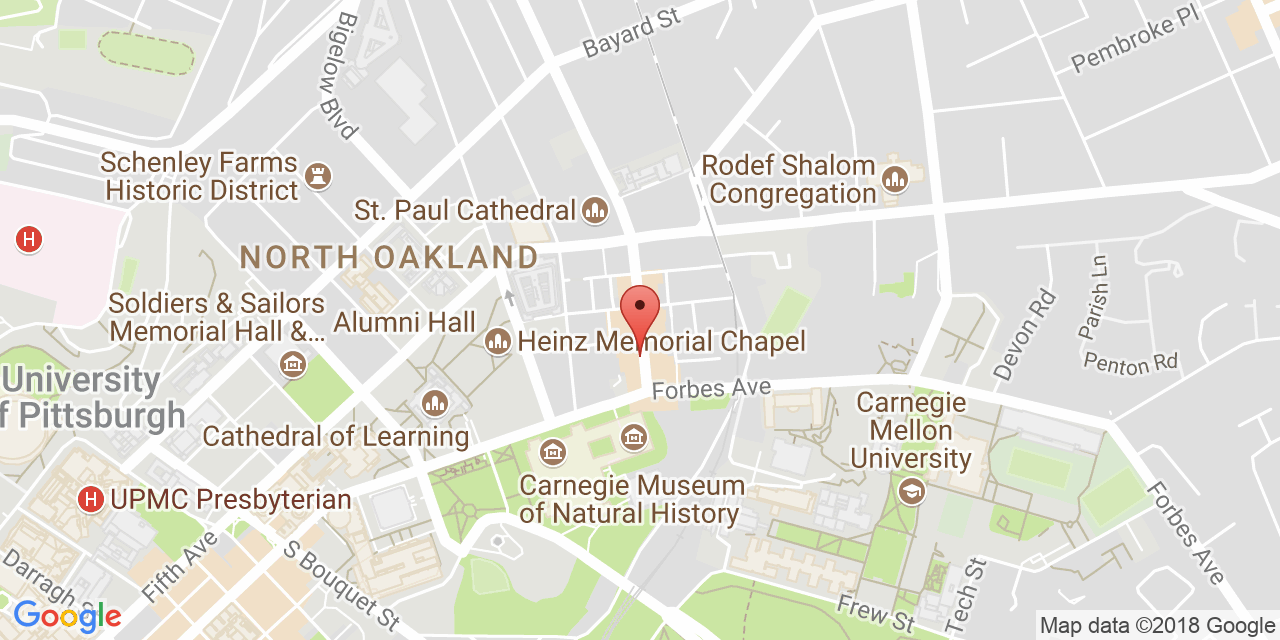 Bayard St
Pembroke Pl
Bigelow Blvd
Schenley Farms
Historic District
Rodef Shalom
Congregation
St. Paul Cathedral
H
NORTH OAKLAND
Soldiers & Sailors
Memorial Hall &...
Alumni Hall
Heinz Memorial Chapel
Parish Ln
Devon Rd
Penton Rd
University
of Pittsburgh
Forbes Ave
Carnegie
Mellon
University
Cathedral of Learning
Carnegie Museum
of Natural History
H
UPMC Presbyterian
Fifth Ave
S Bouquet St
Darragh S
Forbes Ave
Tech St
Frew St
Google
Map data ©2018 Google